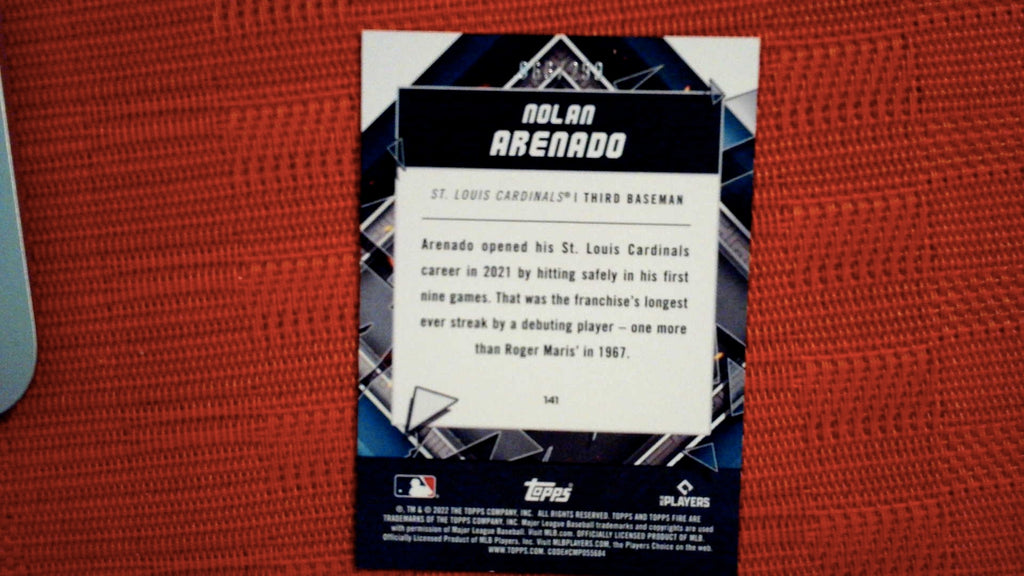 NOLAN
ARENADO
ST. LOUIS CARDINALS® | THIRD BASEMAN
Arenado opened his St. Louis Cardinals
career in 2021 by hitting safely in his first
nine games. That was the franchise's longest
ever streak by a debuting player – one more
than Roger Maris' in 1967.
141
Topps®
PLAYERS
®, TM & © 2022 THE TOPPS COMPANY, INC. ALL RIGHTS RESERVED. TOPPS AND TOPPS FIRE ARE
TRADEMARKS OF THE TOPPS COMPANY, INC. Major League Baseball trademarks and copyrights are used
with permission of Major League Baseball. Visit MLB.com. OFFICIALLY LICENSED PRODUCT OF MLB.
Officially Licensed Product of MLB Players, Inc. Visit MLBPLAYERS.COM, the Players Choice on the web.
WWW.TOPPS.COM. CODE#CMP055684